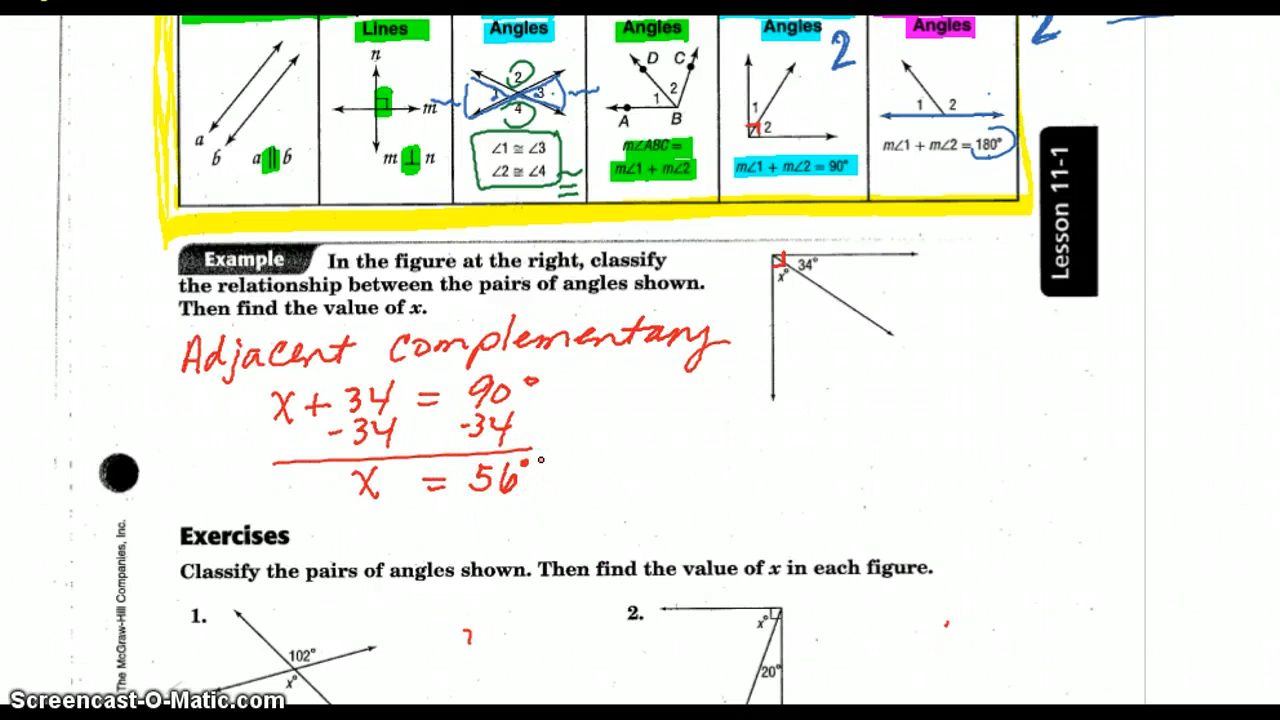 Lines Angles Angles Angles Angles
2
2
a
b
a ∥ b
n
m
m ⊥ n
2
1
3
4
∠1 ≅ ∠3
∠2 ≅ ∠4
D C
2
1
A B
m∠ABC =
m∠1 + m∠2
1
2
m∠1 + m∠2 = 90°
1 2
m∠1 + m∠2 = 180°
Lesson 11-1
Example In the figure at the right, classify
the relationship between the pairs of angles shown.
Then find the value of x.
34°
x°
Adjacent complementary
x + 34 = 90°
-34 -34
x = 56°
Exercises
Classify the pairs of angles shown. Then find the value of x in each figure.
1.
102°
x°
2.
x°
20°
The McGraw-Hill Companies, Inc.
Screencast-O-Matic.com